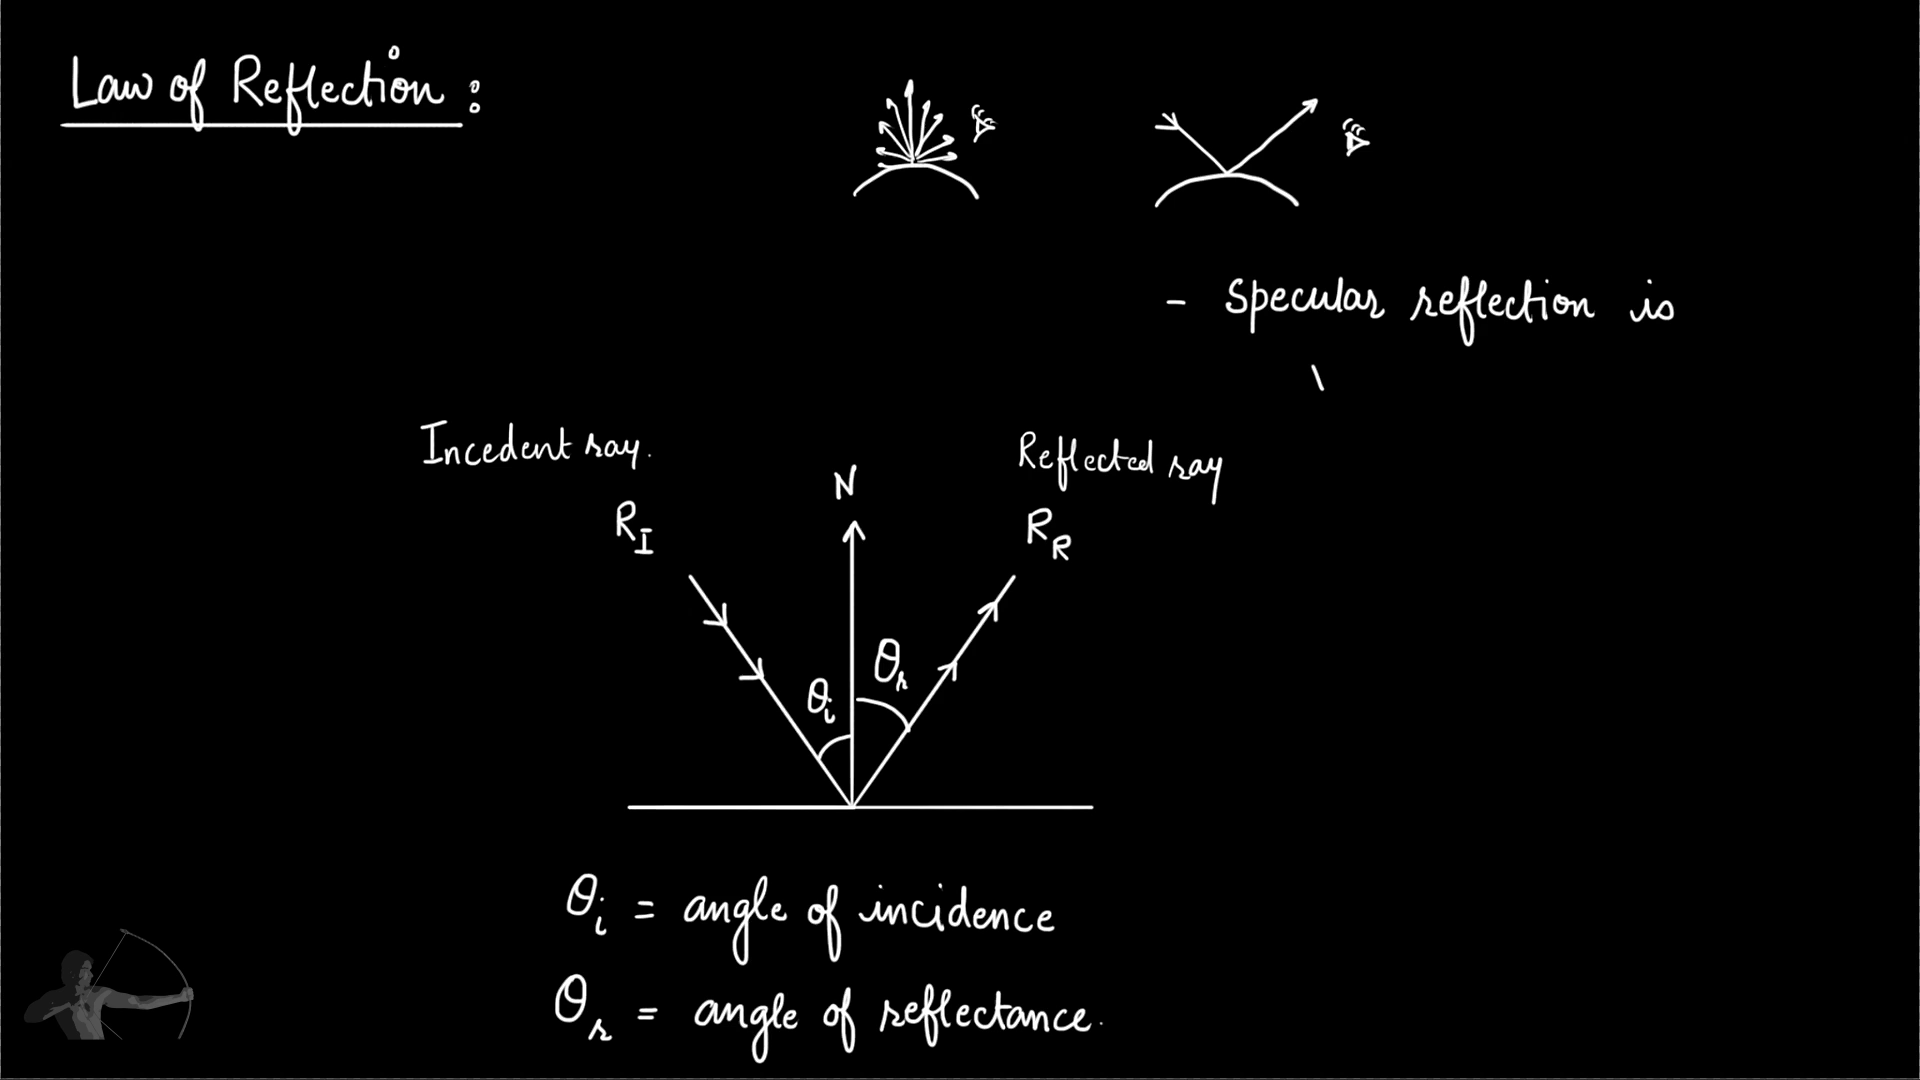 Law of Reflection :
- Specular reflection is
\
Incedent ray.
Reflected ray
N
R_I
R_R
θ_i
θ_r
θ_i = angle of incidence
θ_r = angle of reflectance.